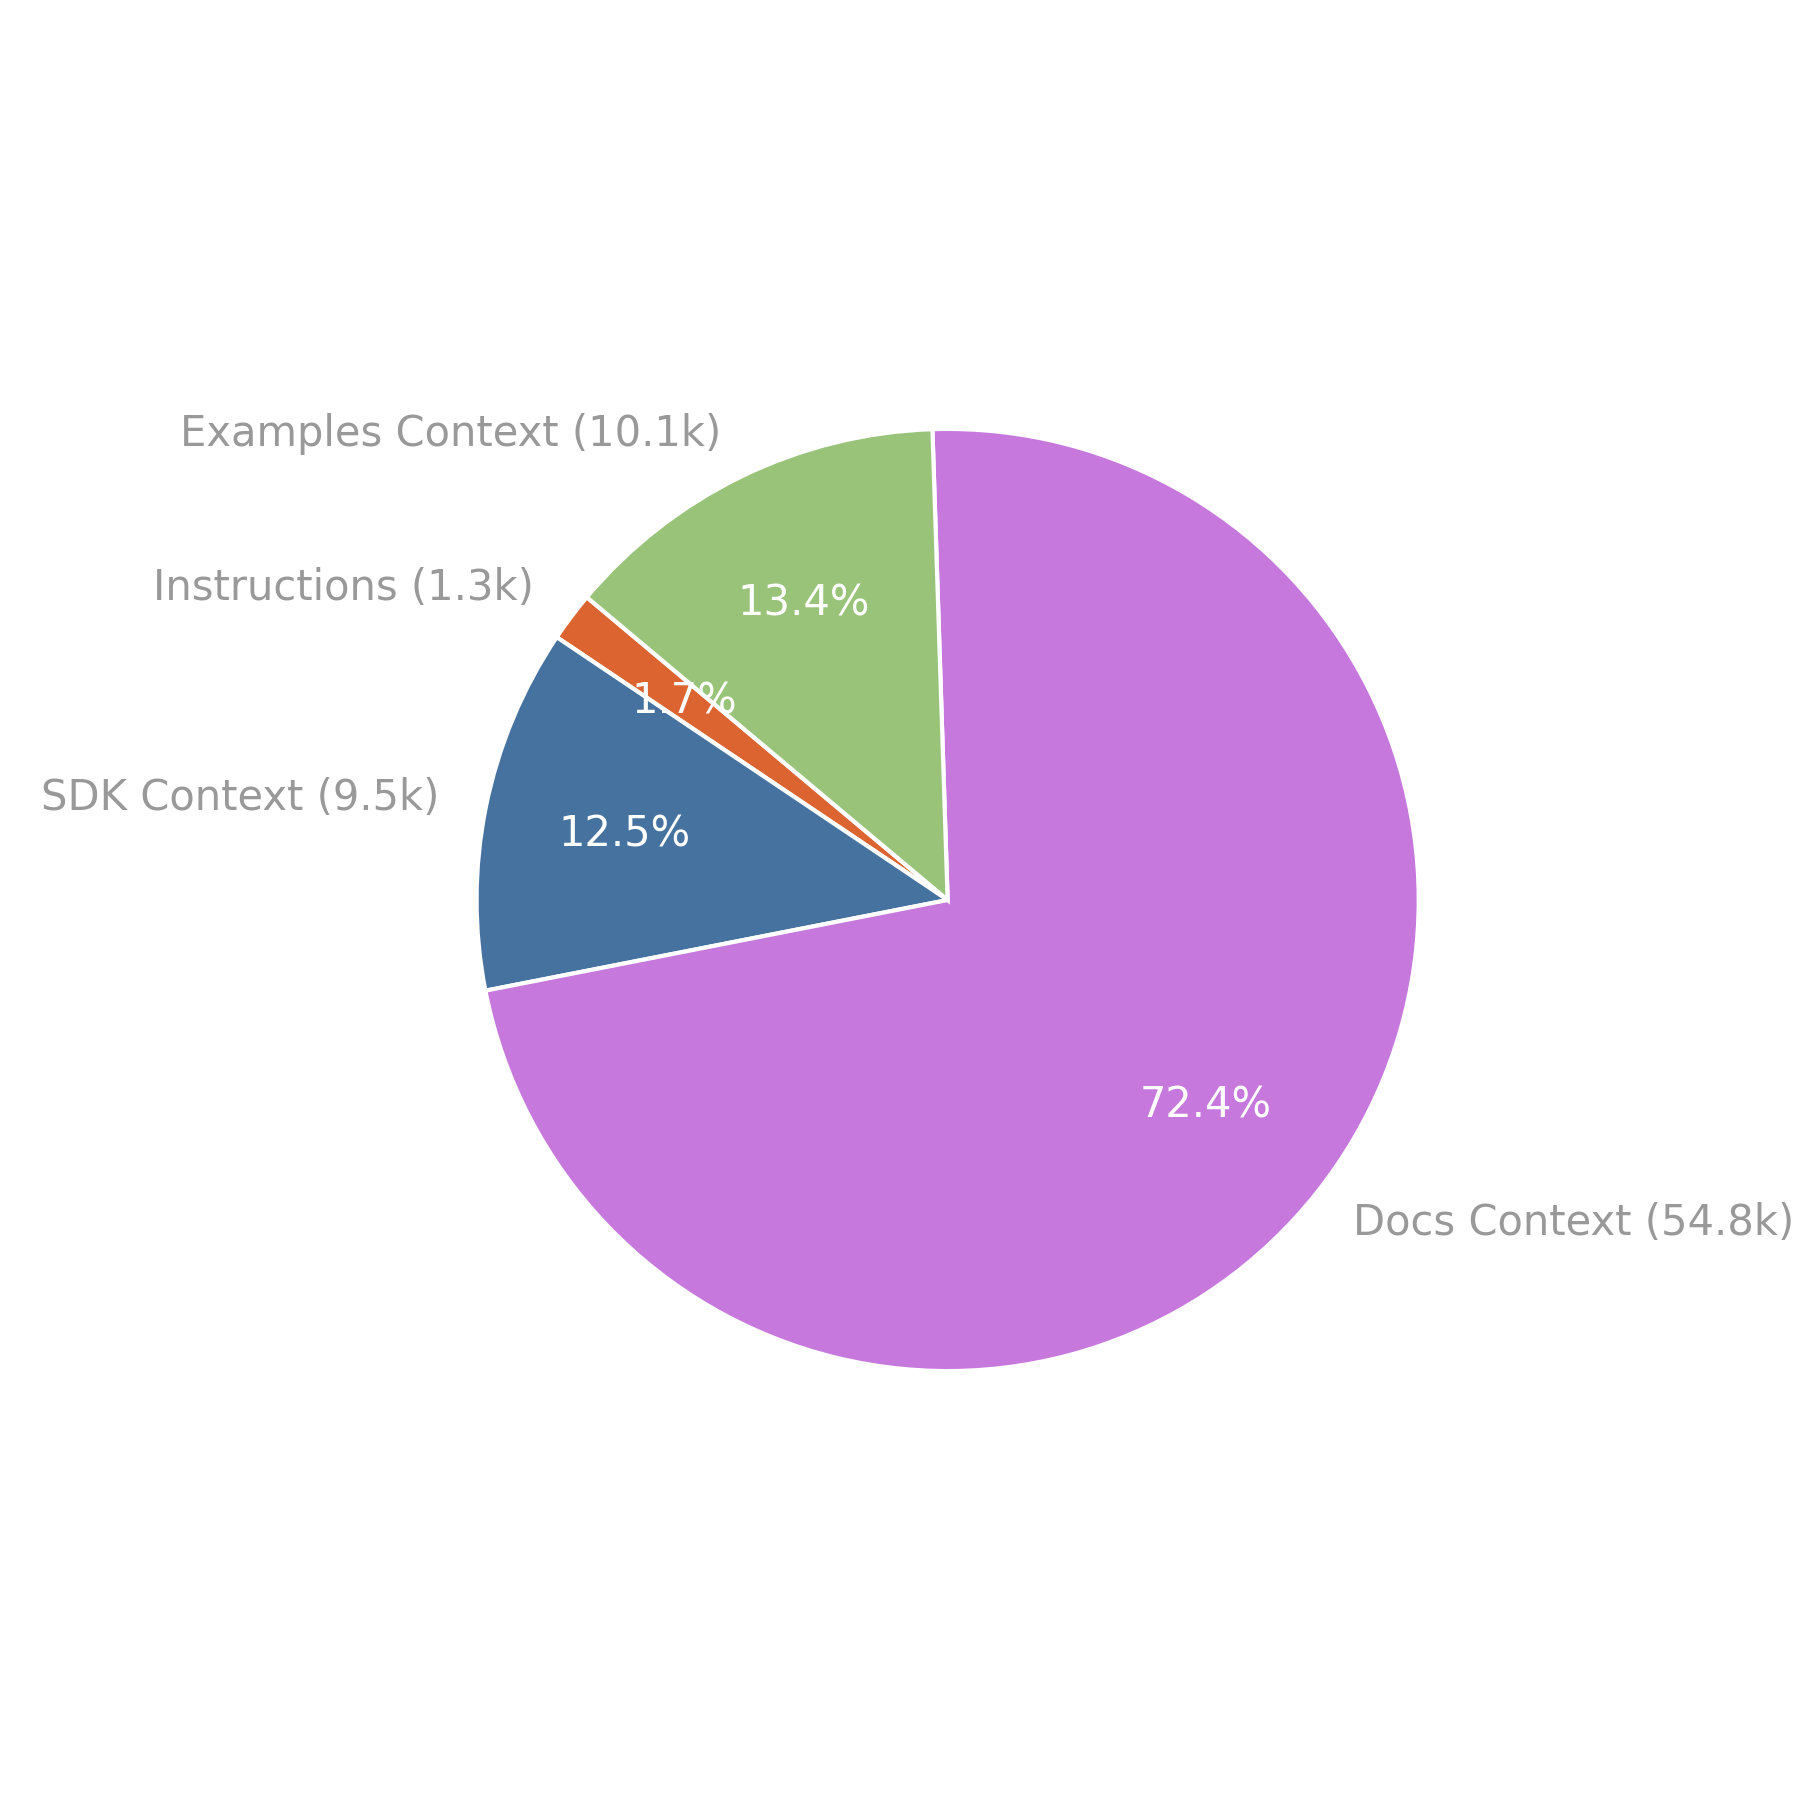 Examples Context (10.1k)
Instructions (1.3k)
13.4%
1.7%
SDK Context (9.5k)
12.5%
72.4%
Docs Context (54.8k)